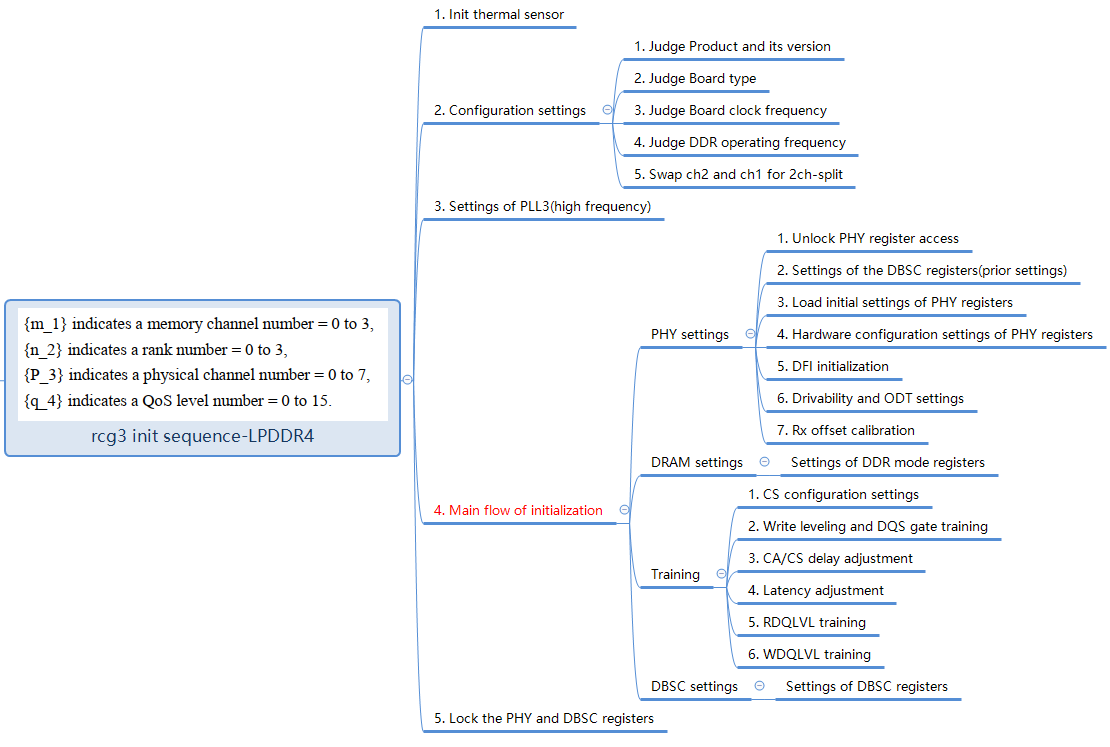 1. Init thermal sensor
2. Configuration settings
1. Judge Product and its version
2. Judge Board type
3. Judge Board clock frequency
4. Judge DDR operating frequency
5. Swap ch2 and ch1 for 2ch-split
3. Settings of PLL3(high frequency)
{m_1} indicates a memory channel number = 0 to 3,
{n_2} indicates a rank number = 0 to 3,
{P_3} indicates a physical channel number = 0 to 7,
{q_4} indicates a QoS level number = 0 to 15.
rcg3 init sequence-LPDDR4
4. Main flow of initialization
PHY settings
1. Unlock PHY register access
2. Settings of the DBSC registers(prior settings)
3. Load initial settings of PHY registers
4. Hardware configuration settings of PHY registers
5. DFI initialization
6. Drivability and ODT settings
7. Rx offset calibration
DRAM settings
Settings of DDR mode registers
Training
1. CS configuration settings
2. Write leveling and DQS gate training
3. CA/CS delay adjustment
4. Latency adjustment
5. RDQLVL training
6. WDQLVL training
DBSC settings
Settings of DBSC registers
5. Lock the PHY and DBSC registers